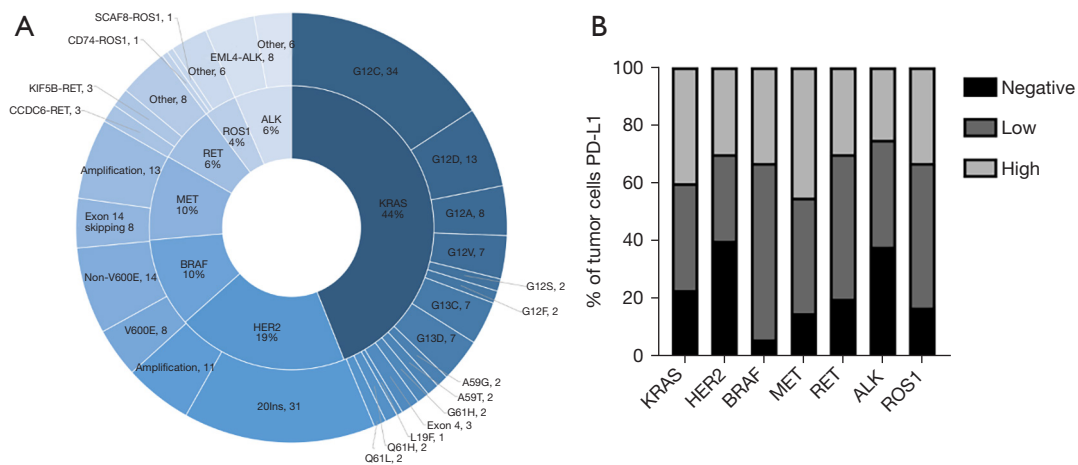 A
SCAF8-ROS1, 1
CD74-ROS1, 1
KIF5B-RET, 3
CCDC6-RET, 3
Other, 8
Other, 6
EML4-ALK, 8
Other, 6
G12C, 34
G12D, 13
G12A, 8
G12V, 7
G12S, 2
G12F, 2
G13C, 7
G13D, 7
A59G, 2
A59T, 2
G61H, 2
Exon 4, 3
L19F, 1
Q61H, 2
Q61L, 2
20Ins, 31
Amplification, 11
V600E, 8
Non-V600E, 14
Exon 14
skipping 8
Amplification, 13
KRAS
44%
HER2
19%
BRAF
10%
MET
10%
RET
6%
ROS1
4%
ALK
6%
B
% of tumor cells PD-L1
100
80
60
40
20
0
KRAS
HER2
BRAF
MET
RET
ALK
ROS1
Negative
Low
High